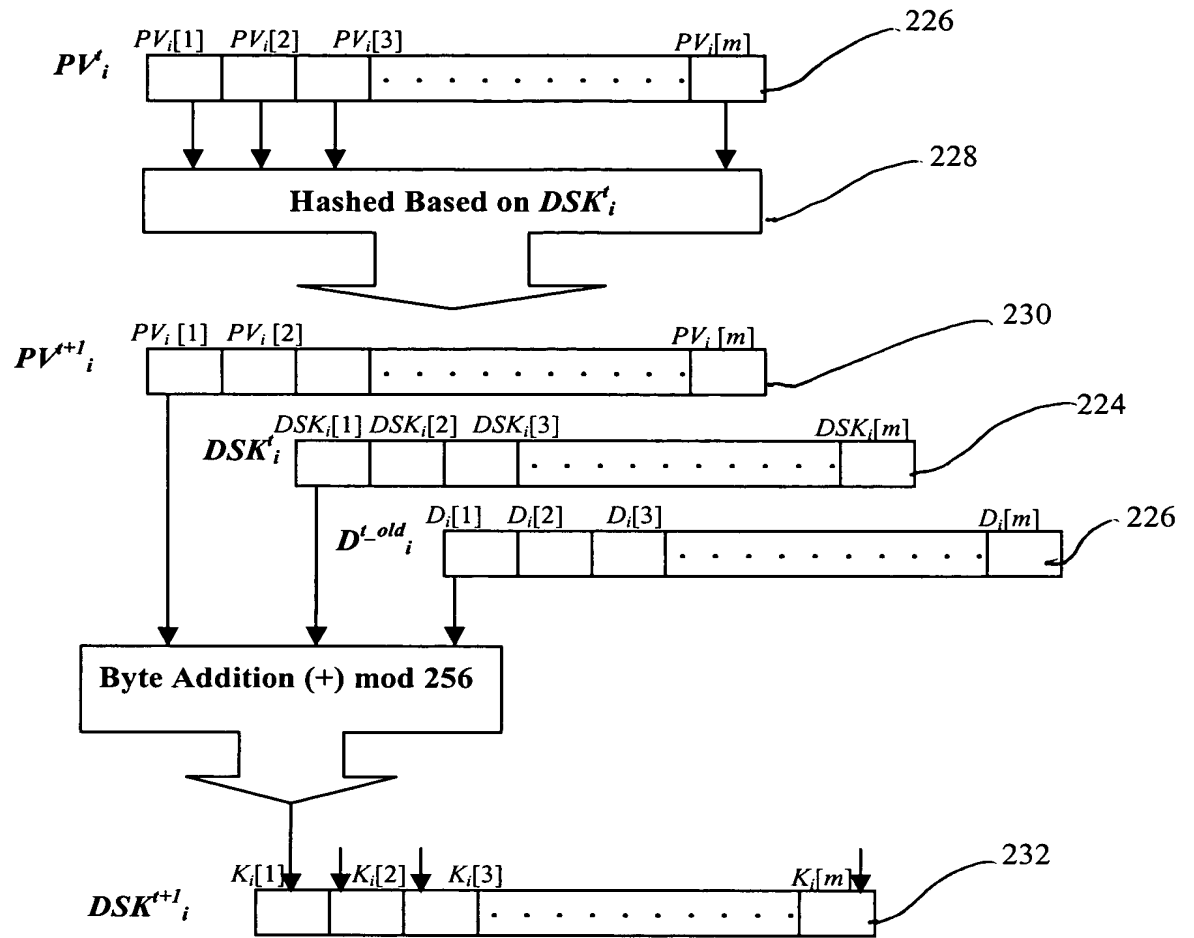 PV_i[1] PV_i[2] PV_i[3] PV_i[m] 226
PV^t_i
228
Hashed Based on DSK^t_i
230
PV_i [1] PV_i [2] PV_i [m]
PV^{t+1}_i
224
DSK_i[1] DSK_i[2] DSK_i[3] DSK_i[m]
DSK^t_i
D_i[1] D_i[2] D_i[3] D_i[m] 226
D^{t_old}_i
Byte Addition (+) mod 256
232
K_i[1] K_i[2] K_i[3] K_i[m]
DSK^{t+1}_i